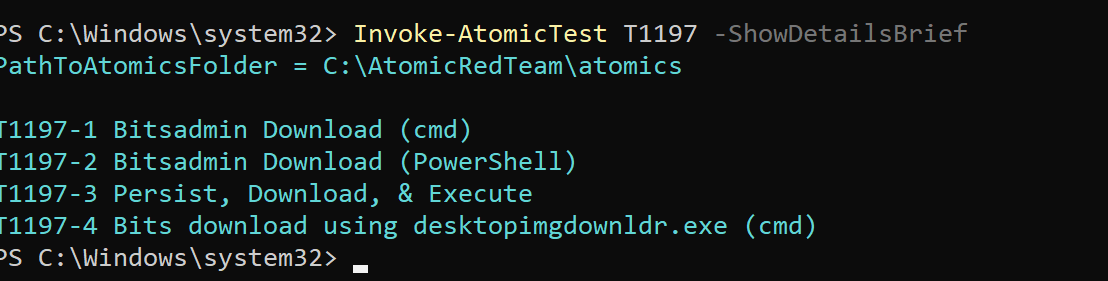 PS C:\Windows\system32> Invoke-AtomicTest T1197 -ShowDetailsBrief
PathToAtomicsFolder = C:\AtomicRedTeam\atomics
T1197-1 Bitsadmin Download (cmd)
T1197-2 Bitsadmin Download (PowerShell)
T1197-3 Persist, Download, & Execute
T1197-4 Bits download using desktopimgdownldr.exe (cmd)
PS C:\Windows\system32>